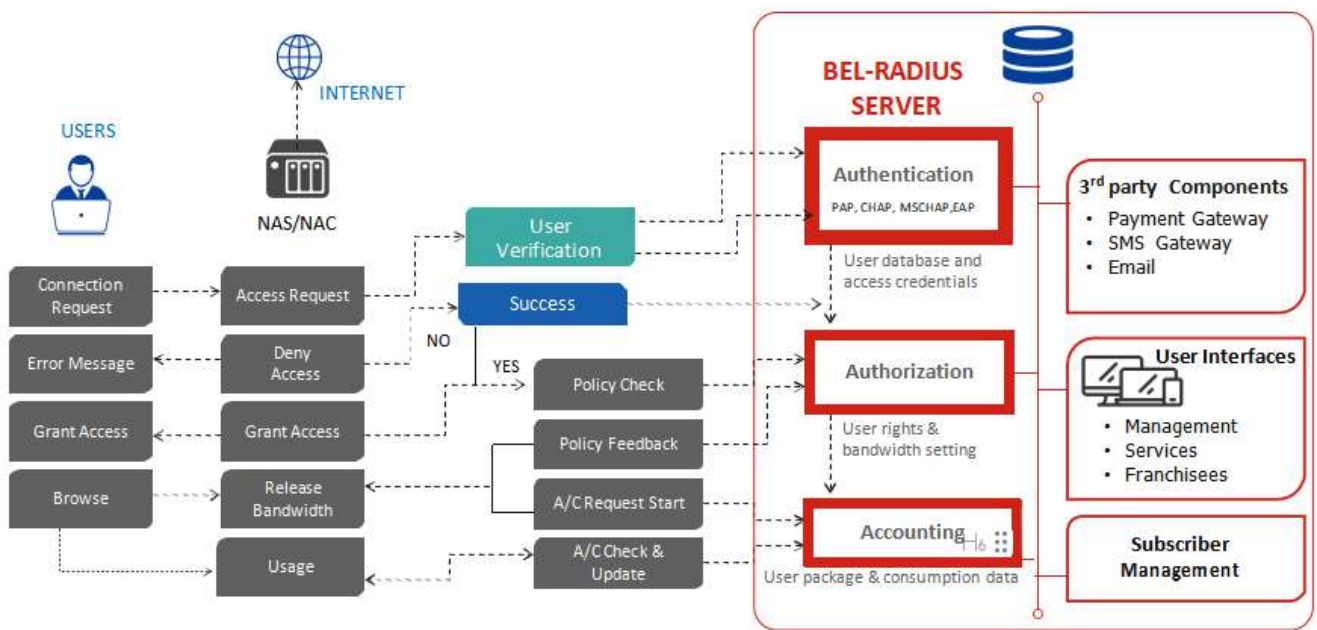 INTERNET
BEL-RADIUS
SERVER
USERS
NAS/NAC
Authentication
PAP, CHAP, MSCHAP,EAP
3rd party Components
• Payment Gateway
• SMS Gateway
• Email
User
Verification
User database and
access credentials
Connection
Request
Access Request
Success
NO
Error Message
Deny
Access
YES
Policy Check
Authorization
User Interfaces
• Management
• Services
• Franchisees
Grant Access
Grant Access
Policy Feedback
User rights &
bandwidth setting
Browse
Release
Bandwidth
A/C Request Start
Accounting
H6
Usage
A/C Check &
Update
User package & consumption data
Subscriber
Management